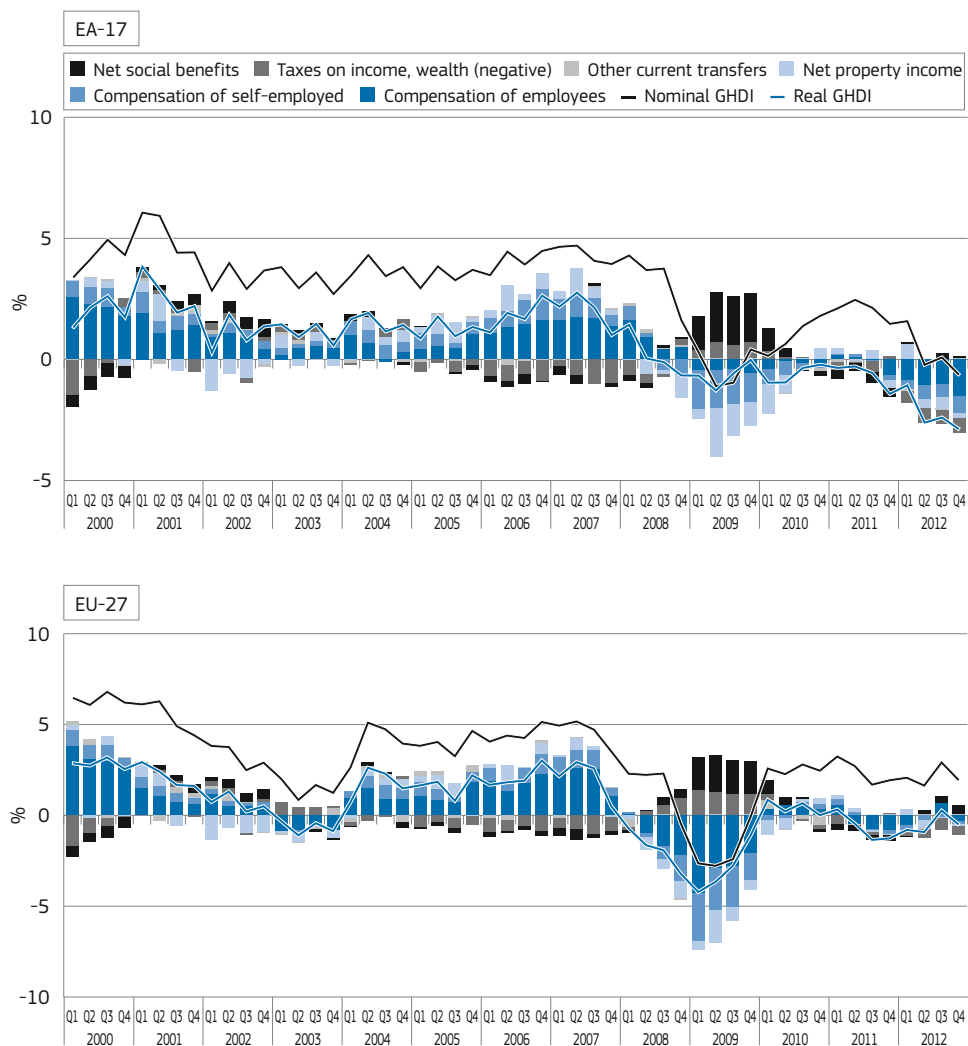 EA-17
Net social benefits Taxes on income, wealth (negative) Other current transfers Net property income
Compensation of self-employed Compensation of employees Nominal GHDI Real GHDI
10
5
%
0
-5
Q1 Q2 Q3 Q4 Q1 Q2 Q3 Q4 Q1 Q2 Q3 Q4 Q1 Q2 Q3 Q4 Q1 Q2 Q3 Q4 Q1 Q2 Q3 Q4 Q1 Q2 Q3 Q4 Q1 Q2 Q3 Q4 Q1 Q2 Q3 Q4 Q1 Q2 Q3 Q4 Q1 Q2 Q3 Q4 Q1 Q2 Q3 Q4 Q1 Q2 Q3 Q4
2000 2001 2002 2003 2004 2005 2006 2007 2008 2009 2010 2011 2012
EU-27
10
5
%
0
-5
-10
Q1 Q2 Q3 Q4 Q1 Q2 Q3 Q4 Q1 Q2 Q3 Q4 Q1 Q2 Q3 Q4 Q1 Q2 Q3 Q4 Q1 Q2 Q3 Q4 Q1 Q2 Q3 Q4 Q1 Q2 Q3 Q4 Q1 Q2 Q3 Q4 Q1 Q2 Q3 Q4 Q1 Q2 Q3 Q4 Q1 Q2 Q3 Q4 Q1 Q2 Q3 Q4
2000 2001 2002 2003 2004 2005 2006 2007 2008 2009 2010 2011 2012